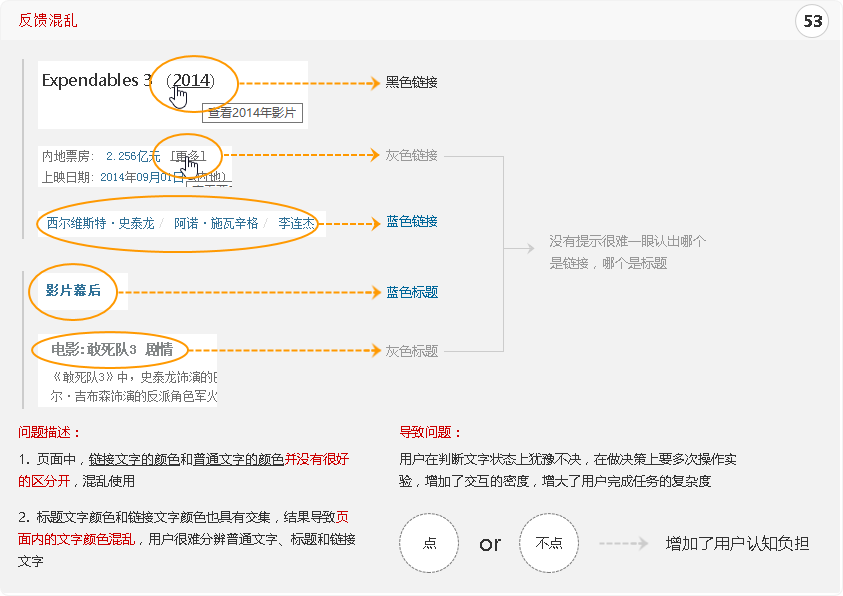 反馈混乱
53
Expendables 3 (2014)
查看2014年影片
黑色链接
内地票房: 2.256亿元 [更多]
上映日期: 2014年09月01日(内地)
灰色链接
西尔维斯特·史泰龙 / 阿诺·施瓦辛格 / 李连杰
蓝色链接
没有提示很难一眼认出哪个
是链接，哪个是标题
影片幕后
蓝色标题
电影:敢死队3 剧情
灰色标题
《敢死队3》中，史泰龙饰演的
尔·吉布森饰演的反派角色军火
问题描述：
1. 页面中，链接文字的颜色和普通文字的颜色并没有很好
的区分开，混乱使用
2. 标题文字颜色和链接文字颜色也具有交集，结果导致页
面内的文字颜色混乱，用户很难分辨普通文字、标题和链接
文字
导致问题：
用户在判断文字状态上犹豫不决，在做决策上要多次操作实
验，增加了交互的密度，增大了用户完成任务的复杂度
点 or 不点 增加了用户认知负担